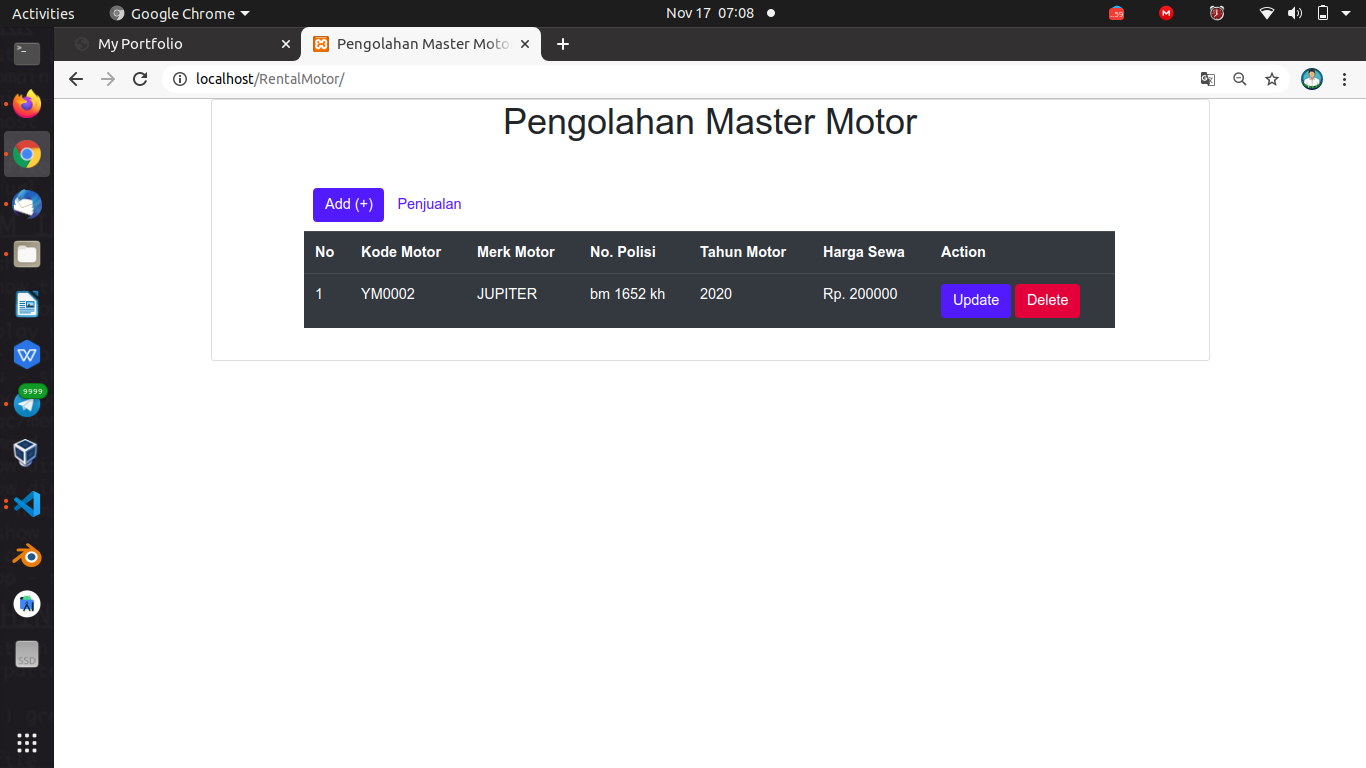 Activities Google Chrome Nov 17 07:08
My Portfolio Pengolahan Master Moto
localhost/RentalMotor/
Pengolahan Master Motor
Add (+) Penjualan
No Kode Motor Merk Motor No. Polisi Tahun Motor Harga Sewa Action
1 YM0002 JUPITER bm 1652 kh 2020 Rp. 200000 Update Delete
9999
SSD